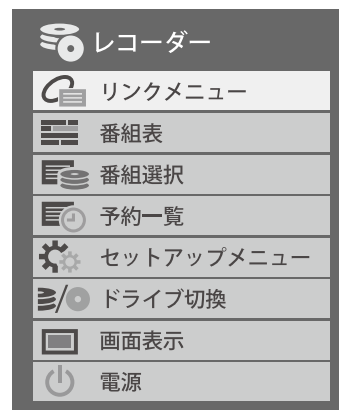 レコーダー
リンクメニュー
番組表
番組選択
予約一覧
セットアップメニュー
ドライブ切換
画面表示
電源